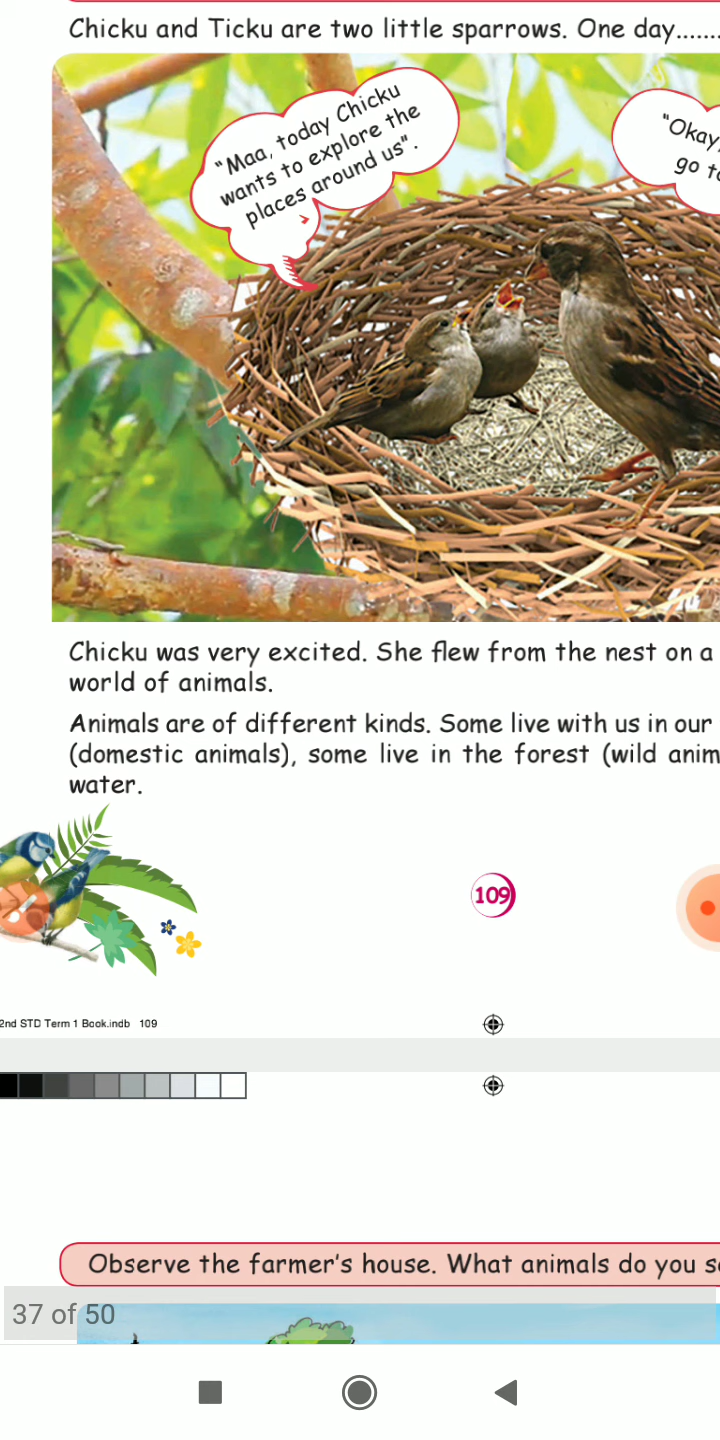 Chicku and Ticku are two little sparrows. One day.......
"Maa, today Chicku
wants to explore the
places around us".
"Okay,
go to
Chicku was very excited. She flew from the nest on a
world of animals.
Animals are of different kinds. Some live with us in our
(domestic animals), some live in the forest (wild anim
water.
109
2nd STD Term 1 Book.indb 109
Observe the farmer's house. What animals do you s
37 of 50